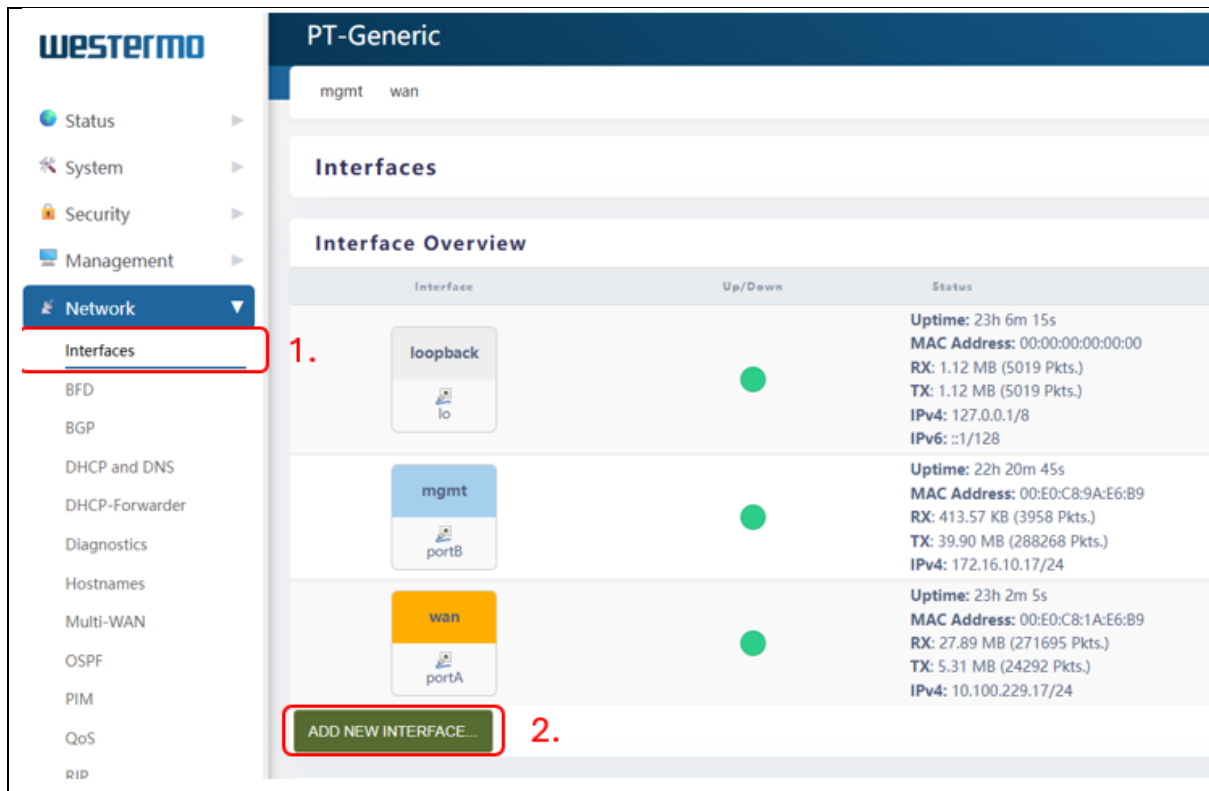 westermo
PT-Generic
mgmt wan
Status
System
Security
Management
Network
Interfaces
BFD
BGP
DHCP and DNS
DHCP-Forwarder
Diagnostics
Hostnames
Multi-WAN
OSPF
PIM
QoS
RIP
1.
Interfaces
Interface Overview
Interface Up/Down Status
loopback
lo
Uptime: 23h 6m 15s
MAC Address: 00:00:00:00:00:00
RX: 1.12 MB (5019 Pkts.)
TX: 1.12 MB (5019 Pkts.)
IPv4: 127.0.0.1/8
IPv6: ::1/128
mgmt
portB
Uptime: 22h 20m 45s
MAC Address: 00:E0:C8:9A:E6:B9
RX: 413.57 KB (3958 Pkts.)
TX: 39.90 MB (288268 Pkts.)
IPv4: 172.16.10.17/24
wan
portA
Uptime: 23h 2m 5s
MAC Address: 00:E0:C8:1A:E6:B9
RX: 27.89 MB (271695 Pkts.)
TX: 5.31 MB (24292 Pkts.)
IPv4: 10.100.229.17/24
ADD NEW INTERFACE...
2.